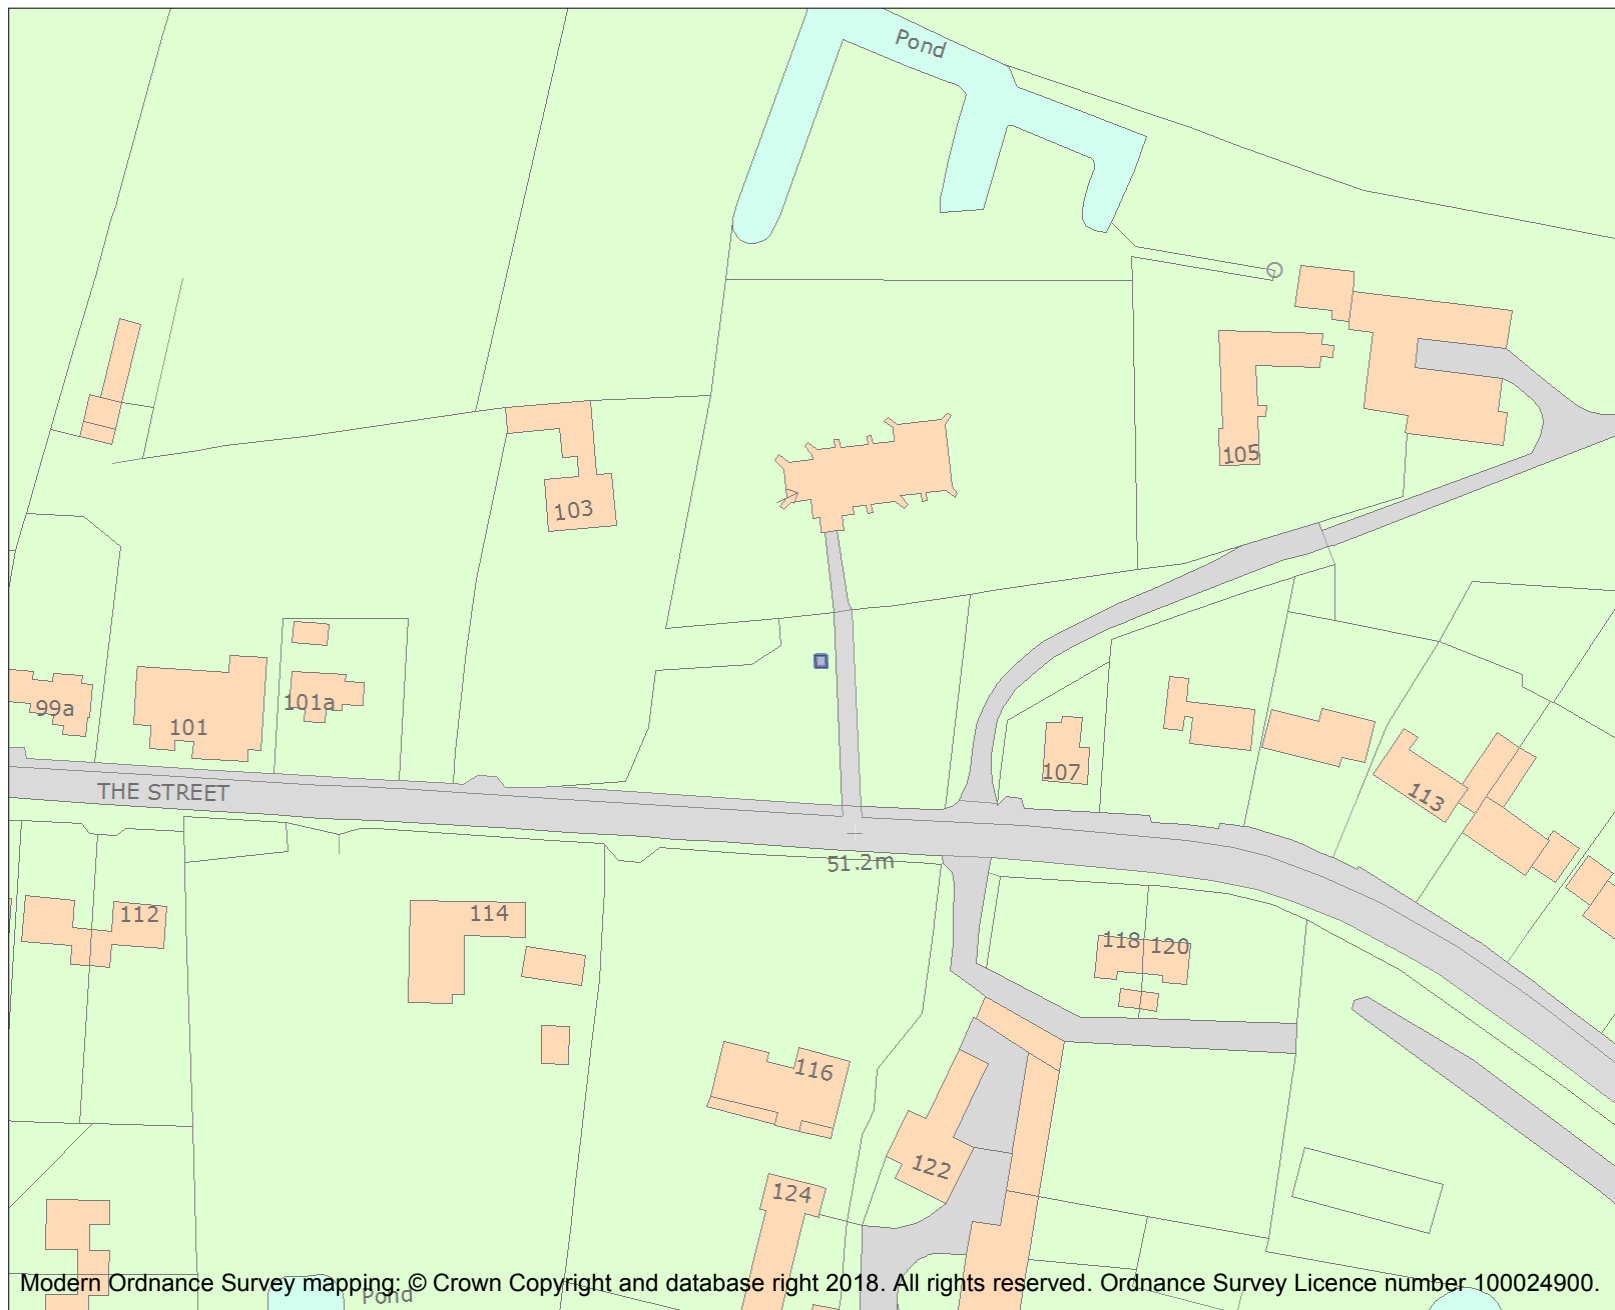 Pond
105
103
99a
101
101a
107
113
THE STREET
51.2m
112
114
118
120
116
122
124
Pond
Modern Ordnance Survey mapping: © Crown Copyright and database right 2018. All rights reserved. Ordnance Survey Licence number 100024900.